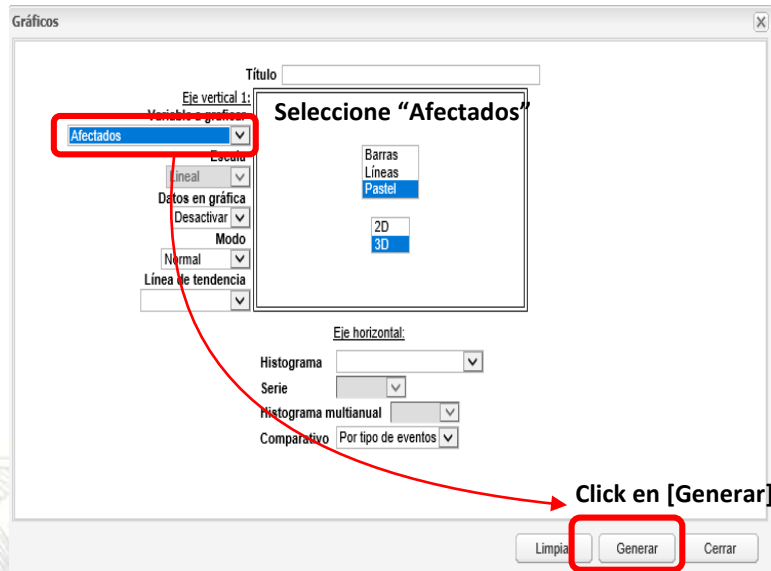 Gráficos
X
Título
Eje vertical 1:
Variable a graficar
Seleccione “Afectados”
Afectados
Escala
Lineal
Datos en gráfica
Desactivar
Modo
Normal
Línea de tendencia
Barras
Líneas
Pastel
2D
3D
Eje horizontal:
Histograma
Serie
Histograma multianual
Comparativo Por tipo de eventos
Click en [Generar]
Limpia Generar Cerrar